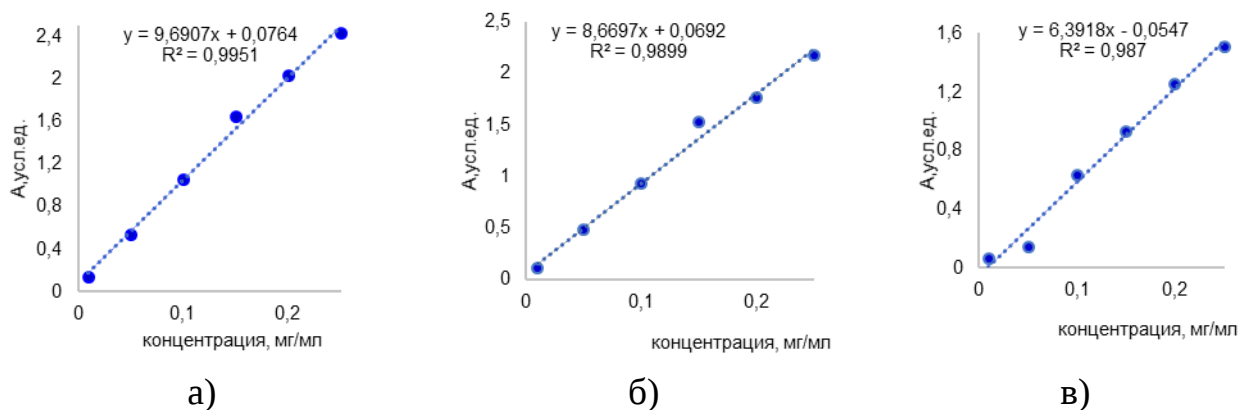 y = 9,6907x + 0,0764
R² = 0,9951
А,усл.ед.
2,4
2
1,6
1,2
0,8
0,4
0
0
0,1
0,2
концентрация, мг/мл
а)
y = 8,6697x + 0,0692
R² = 0,9899
А,усл.ед.
2,5
2
1,5
1
0,5
0
0
0,1
0,2
концентрация, мг/мл
б)
y = 6,3918x - 0,0547
R² = 0,987
А,усл.ед.
1,6
1,2
0,8
0,4
0
0
0,1
0,2
концентрация, мг/мл
в)